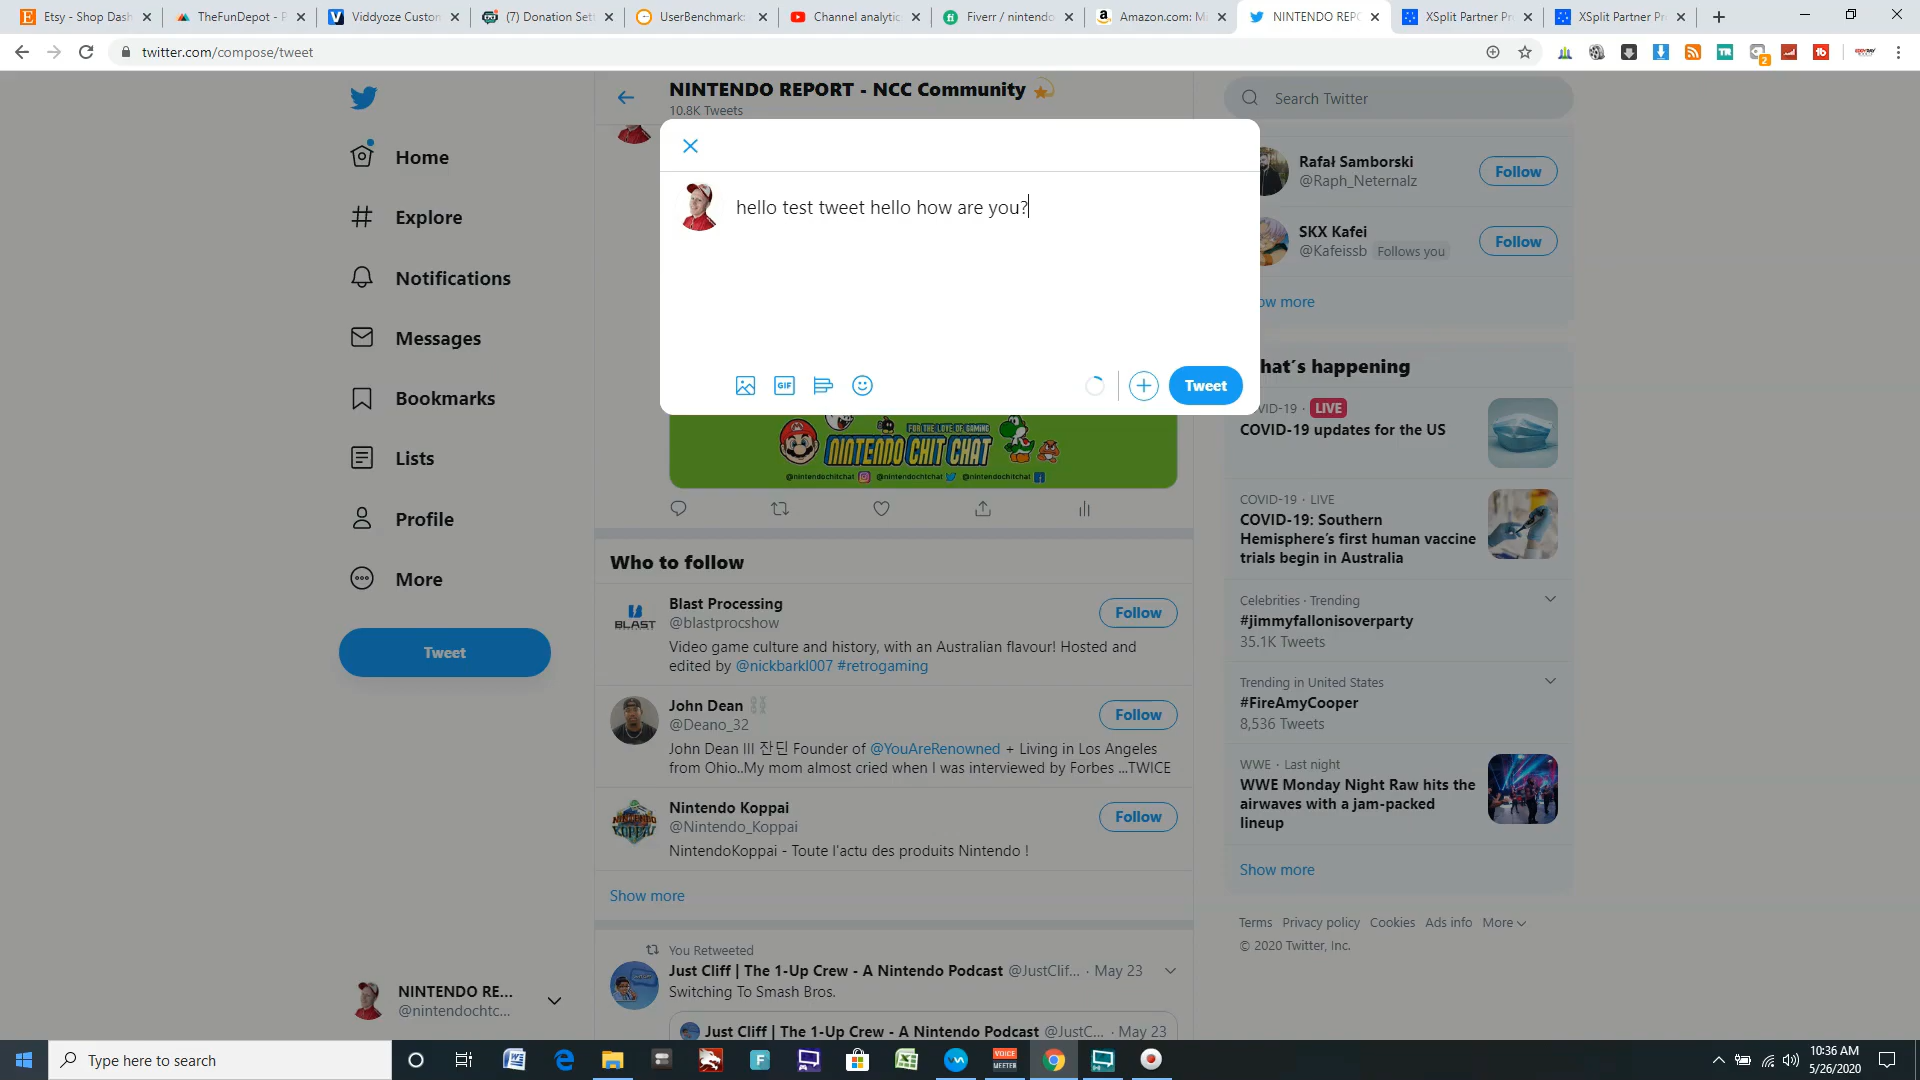 Etsy - Shop Dash
TheFunDepot - P
Viddyoze Custom
(7) Donation Sett
UserBenchmark:
Channel analytic
Fiverr / nintendo
Amazon.com: M
NINTENDO REPO
XSplit Partner Pr
XSplit Partner Pr
twitter.com/compose/tweet
Home
Explore
Notifications
Messages
Bookmarks
Lists
Profile
More
Tweet
NINTENDO RE...
@nintendochtc...
NINTENDO REPORT - NCC Community
10.8K Tweets
hello test tweet hello how are you?
GIF
Tweet
FOR THE LOVE OF GAMING
NINTENDO CHIT CHAT
@nintendochitchat @nintendochitchat @nintendochitchat
Who to follow
BLAST
Blast Processing
@blastprocshow
Follow
Video game culture and history, with an Australian flavour! Hosted and
edited by @nickbarkl007 #retrogaming
John Dean
@Deano_32
Follow
John Dean III 잔딘 Founder of @YouAreRenowned + Living in Los Angeles
from Ohio..My mom almost cried when I was interviewed by Forbes ...TWICE
NINTENDO
KOPPAI
Nintendo Koppai
@Nintendo_Koppai
Follow
NintendoKoppai - Toute l'actu des produits Nintendo !
Show more
You Retweeted
Just Cliff | The 1-Up Crew - A Nintendo Podcast @JustClif... · May 23
Switching To Smash Bros.
Just Cliff | The 1-Up Crew - A Nintendo Podcast @JustC... · May 23
Search Twitter
Rafał Samborski
@Raph_Neternalz
Follow
SKX Kafei
@Kafeissb Follows you
Follow
ow more
hat's happening
VID-19 · LIVE
COVID-19 updates for the US
COVID-19 · LIVE
COVID-19: Southern
Hemisphere's first human vaccine
trials begin in Australia
Celebrities · Trending
#jimmyfallonisoverparty
35.1K Tweets
Trending in United States
#FireAmyCooper
8,536 Tweets
WWE · Last night
WWE Monday Night Raw hits the
airwaves with a jam-packed
lineup
Show more
Terms Privacy policy Cookies Ads info More
© 2020 Twitter, Inc.
Type here to search
VOICE
MEETER
10:36 AM
5/26/2020